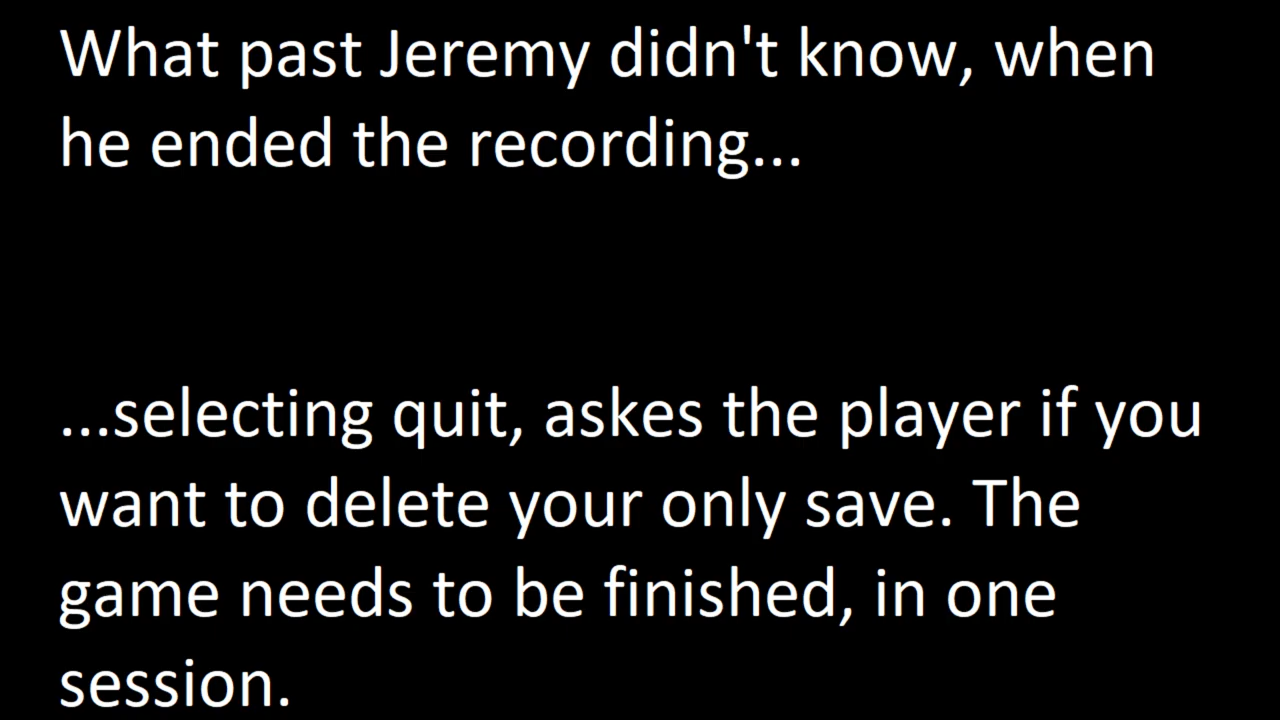 What past Jeremy didn't know, when
he ended the recording...
...selecting quit, askes the player if you
want to delete your only save. The
game needs to be finished, in one
session.